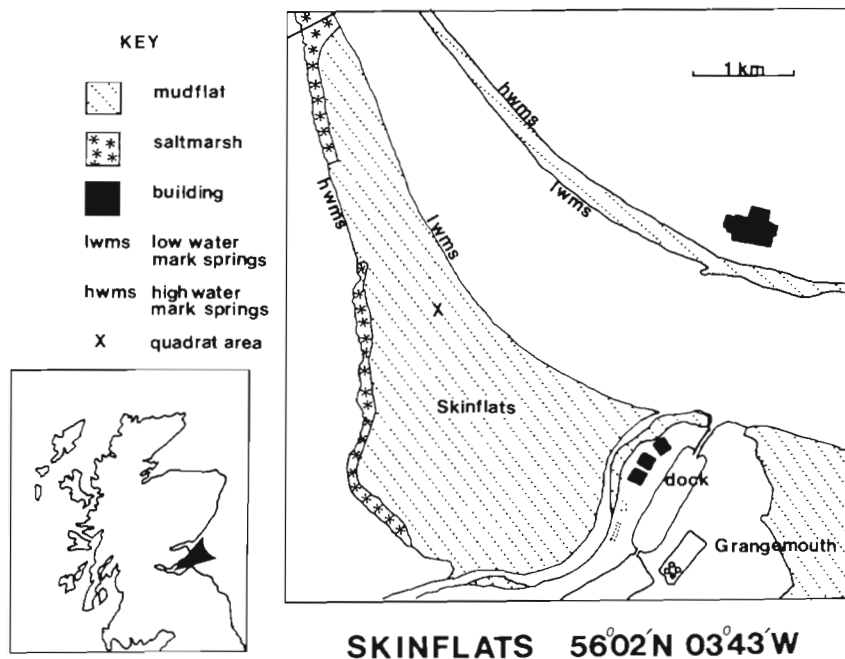 KEY
mudflat
saltmarsh
building
lwms low water
mark springs
hwms high water
mark springs
X quadrat area
1 km
hwms
lwms
hwms
lwms
X
Skinflats
dock
Grangemouth
SKINFLATS 56°02'N 03°43'W